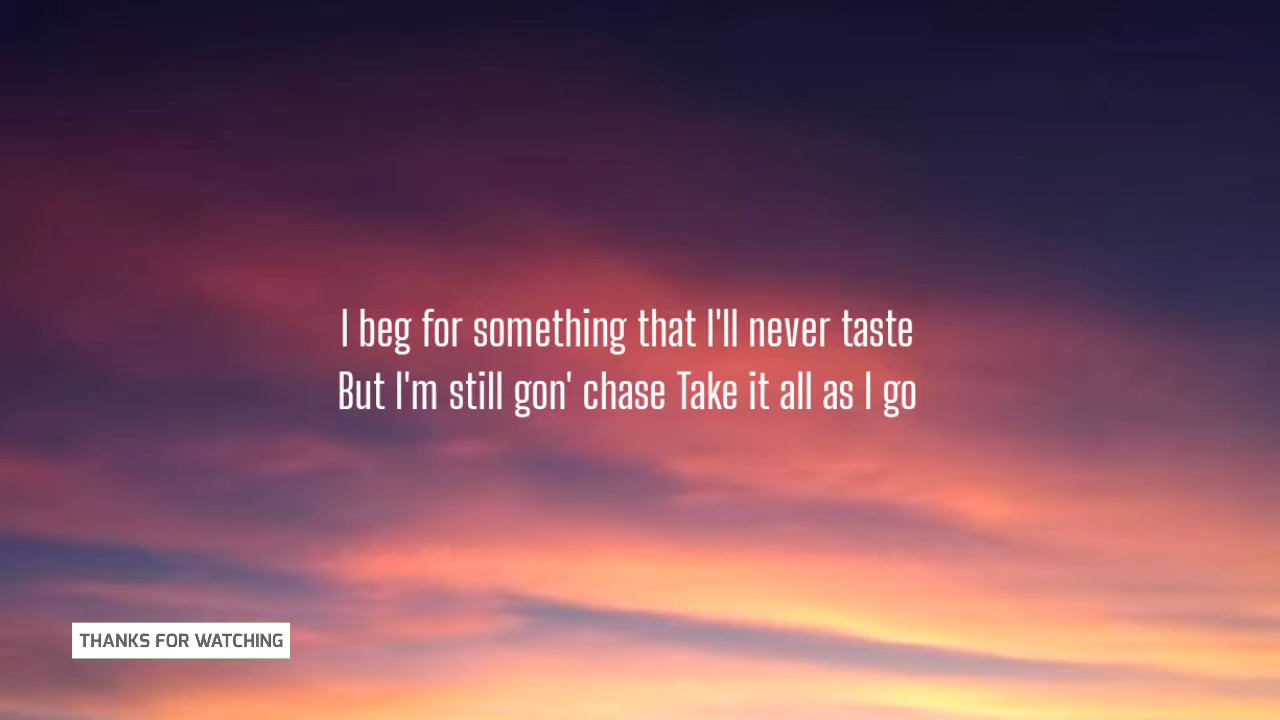 I beg for something that I'll never taste
But I'm still gon' chase Take it all as I go
THANKS FOR WATCHING